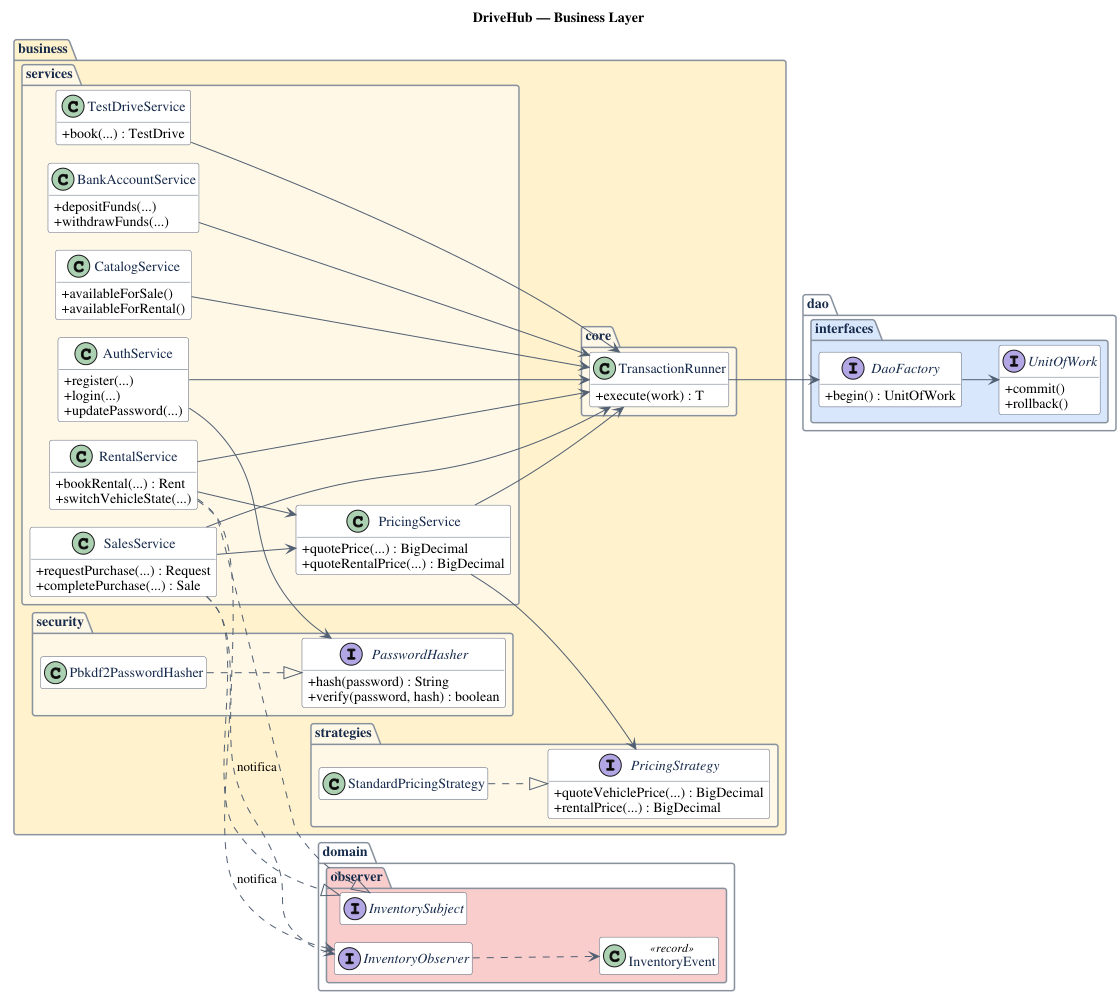 DriveHub — Business Layer
business
services
C TestDriveService
+book(...) : TestDrive
C BankAccountService
+depositFunds(...)
+withdrawFunds(...)
C CatalogService
+availableForSale()
+availableForRental()
C AuthService
+register(...)
+login(...)
+updatePassword(...)
C RentalService
+bookRental(...) : Rent
+switchVehicleState(...)
C SalesService
+requestPurchase(...) : Request
+completePurchase(...) : Sale
C PricingService
+quotePrice(...) : BigDecimal
+quoteRentalPrice(...) : BigDecimal
core
C TransactionRunner
+execute(work) : T
dao
interfaces
I DaoFactory
+begin() : UnitOfWork
I UnitOfWork
+commit()
+rollback()
security
C Pbkdf2PasswordHasher
I PasswordHasher
+hash(password) : String
+verify(password, hash) : boolean
strategies
C StandardPricingStrategy
I PricingStrategy
+quoteVehiclePrice(...) : BigDecimal
+rentalPrice(...) : BigDecimal
notifica
notifica
domain
observer
I InventorySubject
I InventoryObserver
C «record»
InventoryEvent